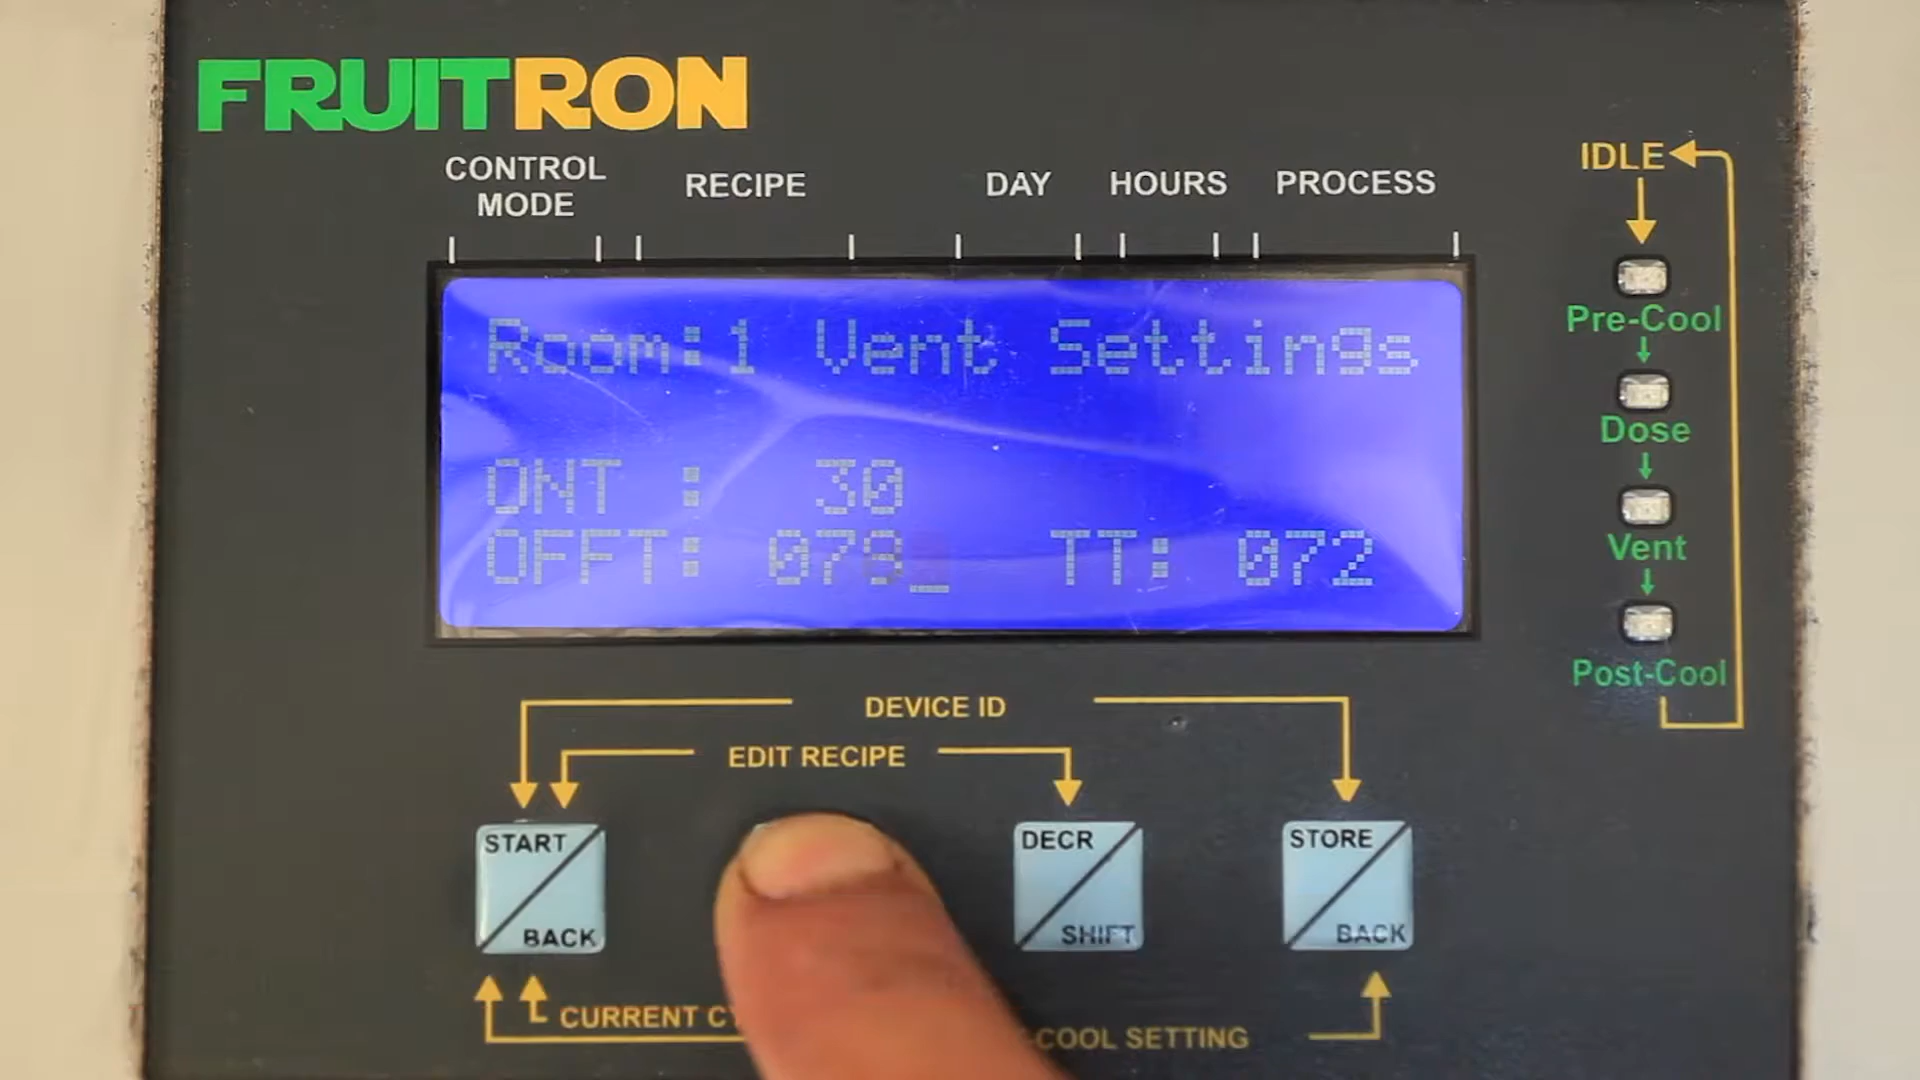 FRUITRON
CONTROL MODE
RECIPE
DAY
HOURS
PROCESS
IDLE
Pre-Cool
Dose
Vent
Post-Cool
Room:1 Vent Settings
ONT : 30
OFFT: TT: 072
DEVICE ID
EDIT RECIPE
START
BACK
DECR
SHIFT
STORE
BACK
CURRENT
COOL SETTING